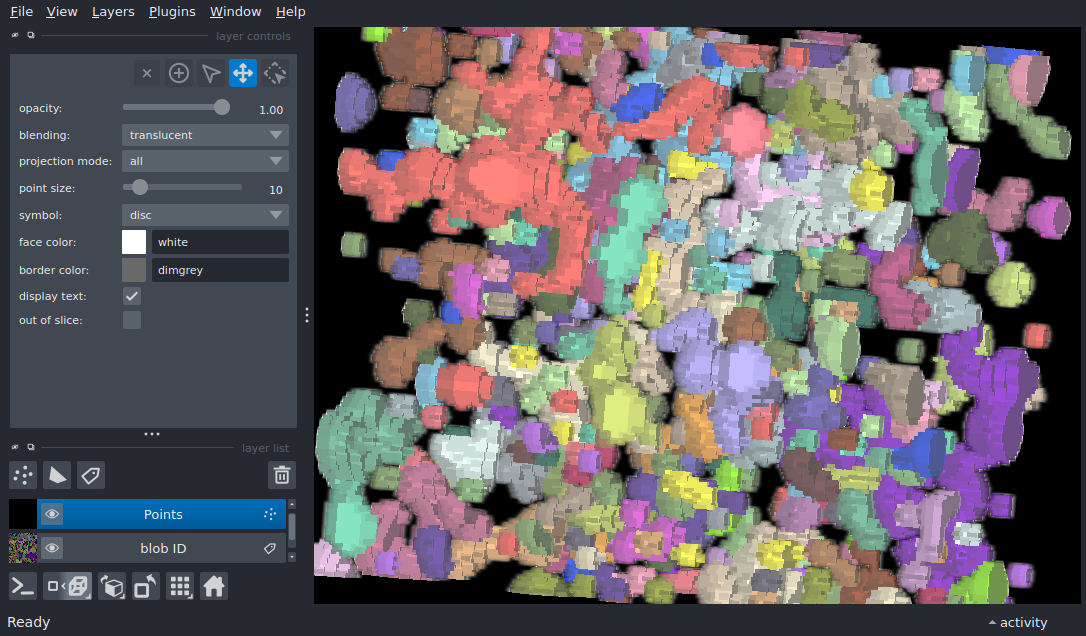 File View Layers Plugins Window Help
layer controls
opacity: 1.00
blending: translucent
projection mode: all
point size: 10
symbol: disc
face color: white
border color: dimgrey
display text:
out of slice:
layer list
Points
blob ID
Ready
activity